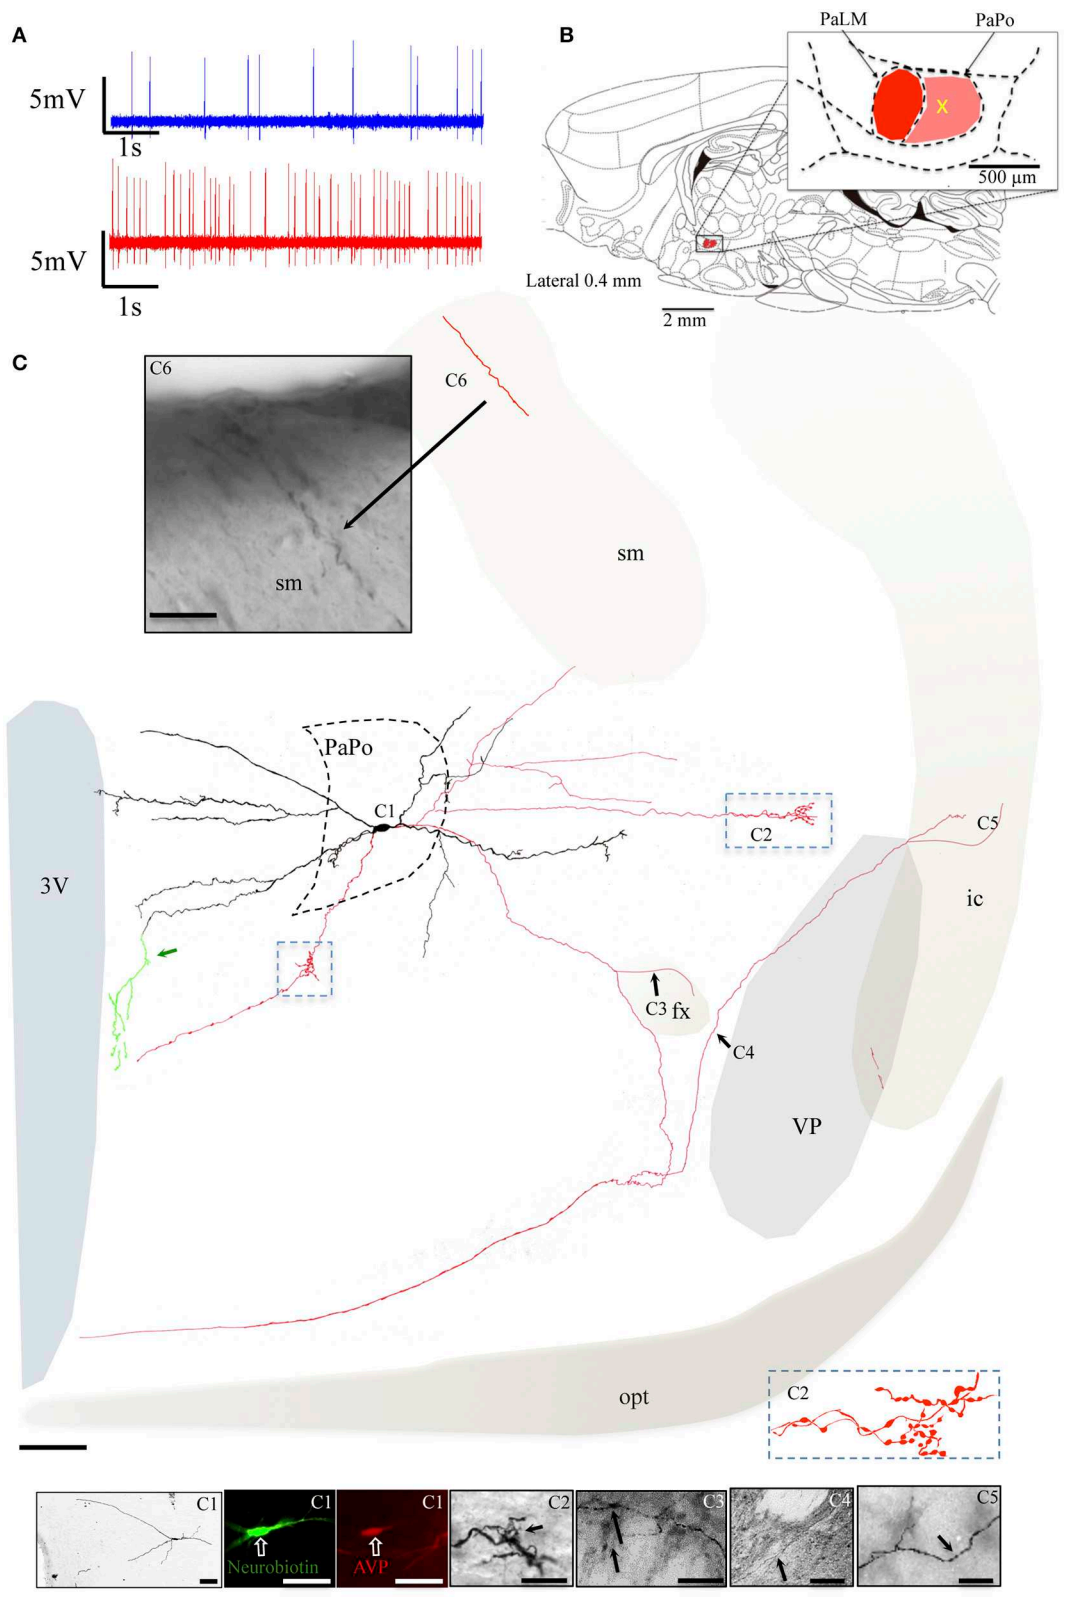 A
5mV
1s
5mV
1s
B
PaLM
PaPo
X
500 µm
Lateral 0.4 mm
2 mm
C
C6
sm
C6
sm
PaPo
C1
C2
C5
3V
ic
C3
fx
C4
VP
opt
C2
C1
C1
Neurobiotin
C1
AVP
C2
C3
C4
C5